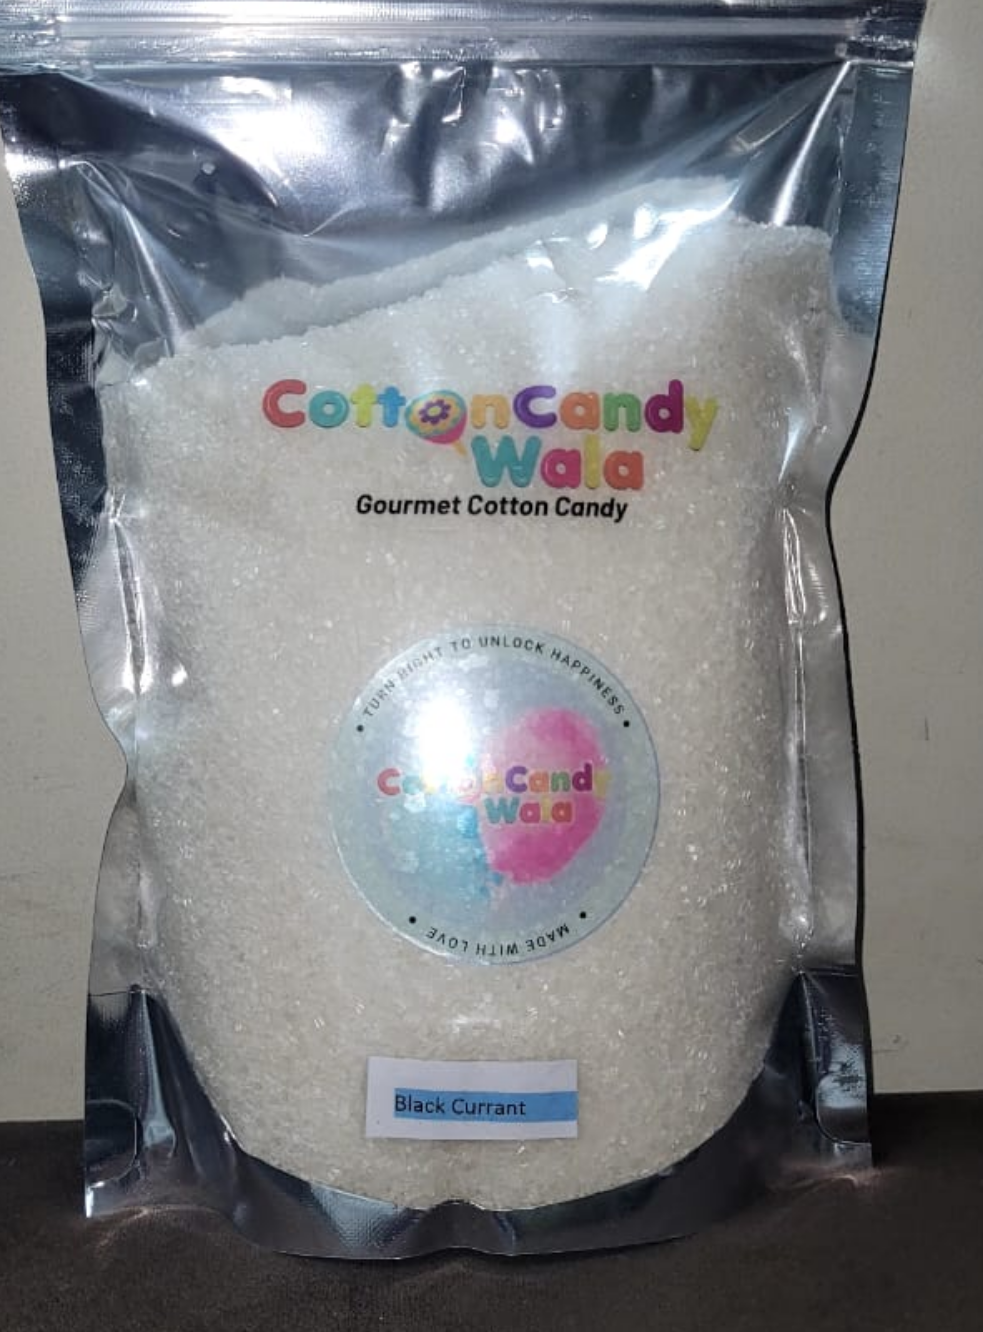 CottonCandy
Wala
Gourmet Cotton Candy
• TURN RIGHT TO UNLOCK HAPPINESS •
CottonCandy
Wala
• MADE WITH LOVE •
Black Currant